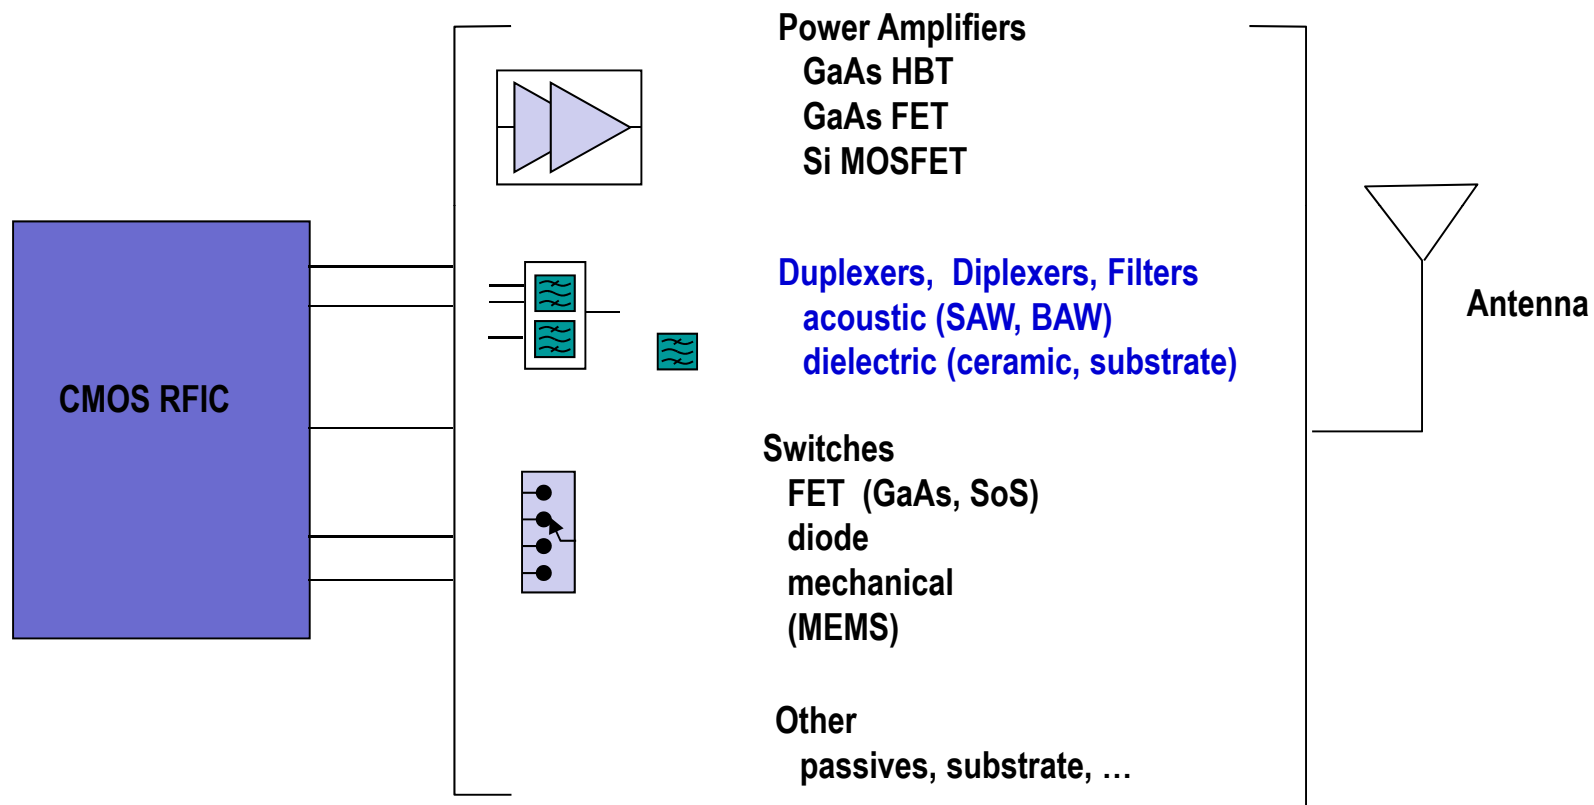 Power Amplifiers
GaAs HBT
GaAs FET
Si MOSFET
Duplexers, Diplexers, Filters
acoustic (SAW, BAW)
dielectric (ceramic, substrate)
Antenna
CMOS RFIC
Switches
FET (GaAs, SoS)
diode
mechanical
(MEMS)
Other
passives, substrate, …